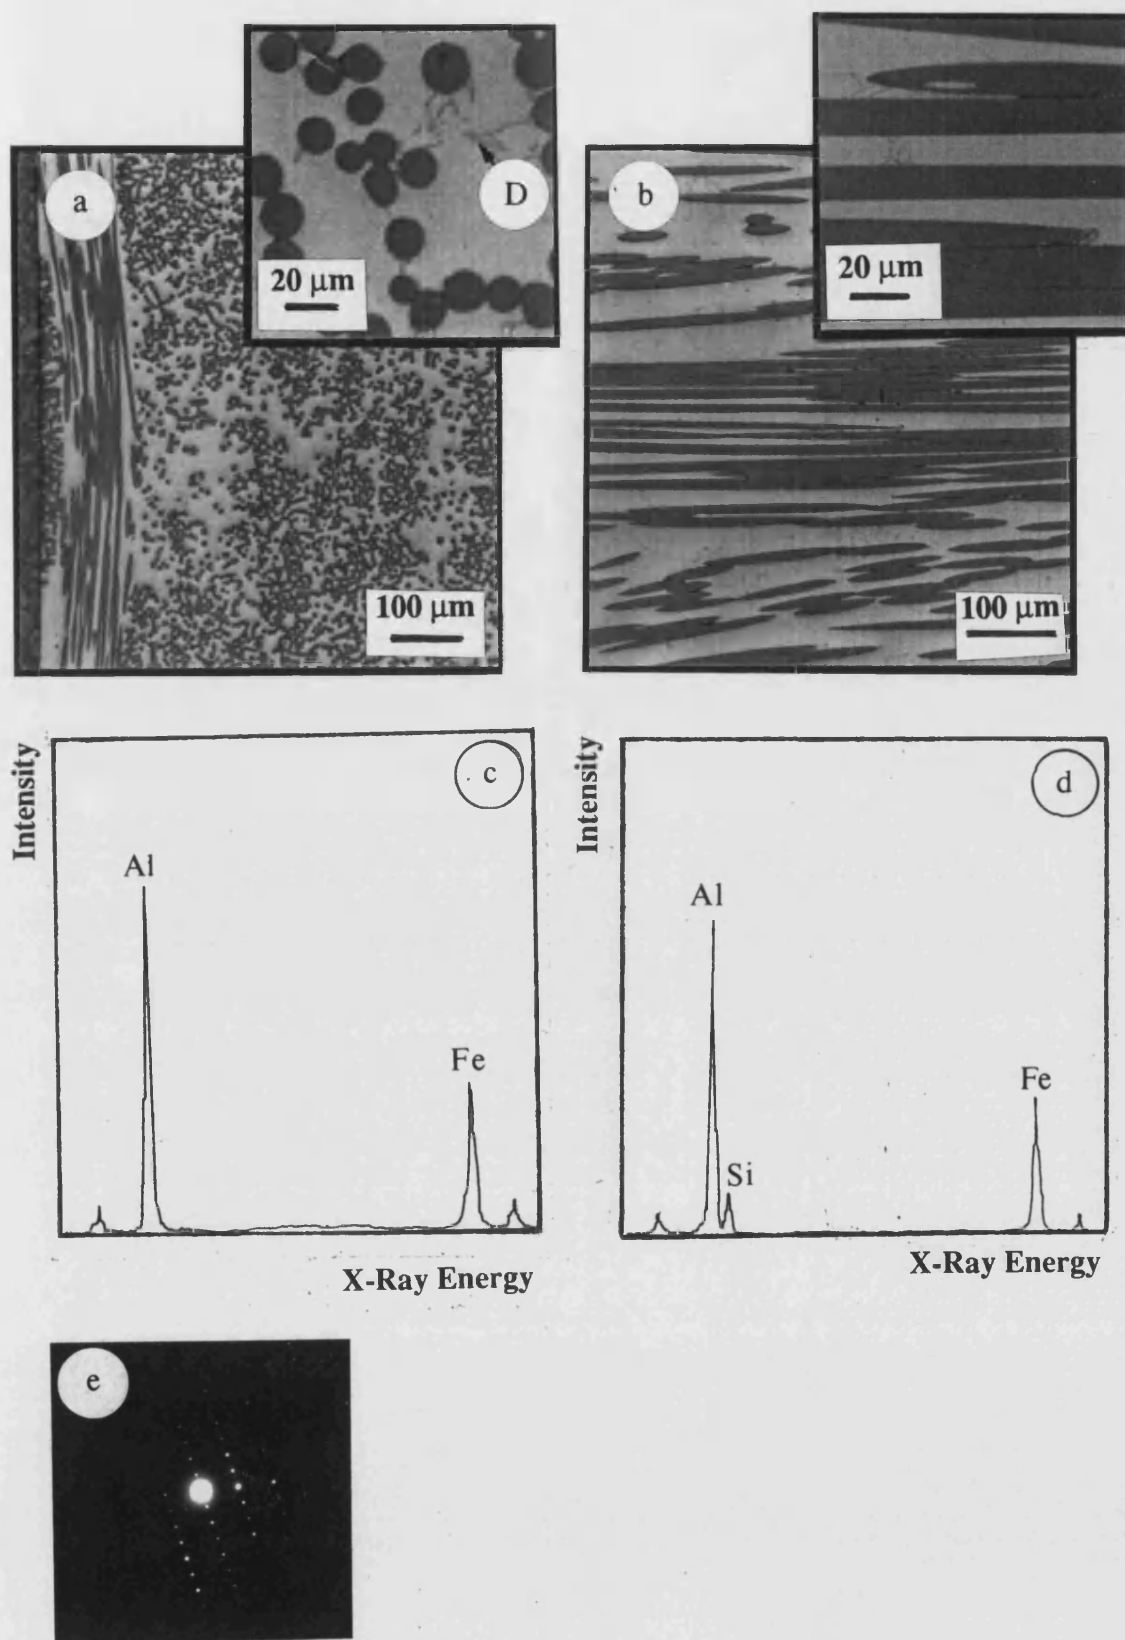 a
D
20 μm
100 μm
b
20 μm
100 μm
Intensity
c
Al
Fe
X-Ray Energy
Intensity
d
Al
Si
Fe
X-Ray Energy
e